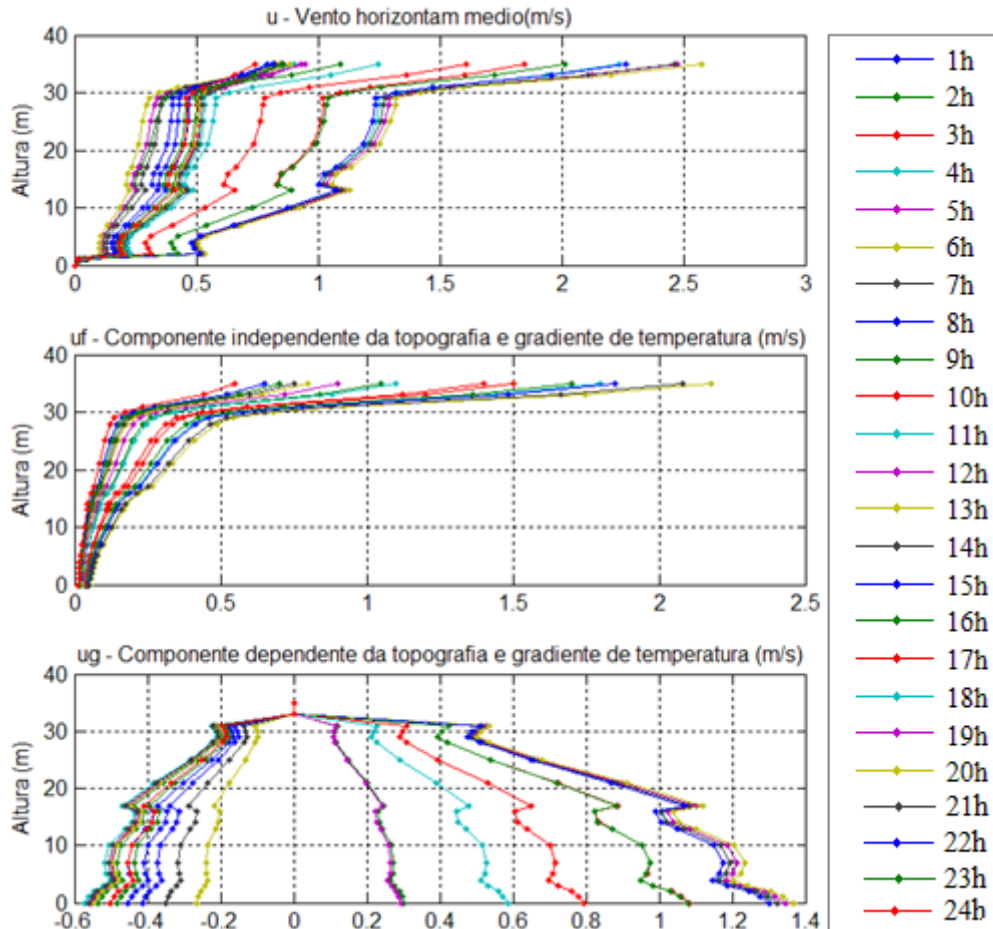 u - Vento horizontam medio(m/s)
Altura (m)
40
30
20
10
0
0 0.5 1 1.5 2 2.5 3
uf - Componente independente da topografia e gradiente de temperatura (m/s)
Altura (m)
40
30
20
10
0
0 0.5 1 1.5 2 2.5
ug - Componente dependente da topografia e gradiente de temperatura (m/s)
Altura (m)
40
30
20
10
0
-0.6 -0.4 -0.2 0 0.2 0.4 0.6 0.8 1 1.2 1.4
1h
2h
3h
4h
5h
6h
7h
8h
9h
10h
11h
12h
13h
14h
15h
16h
17h
18h
19h
20h
21h
22h
23h
24h